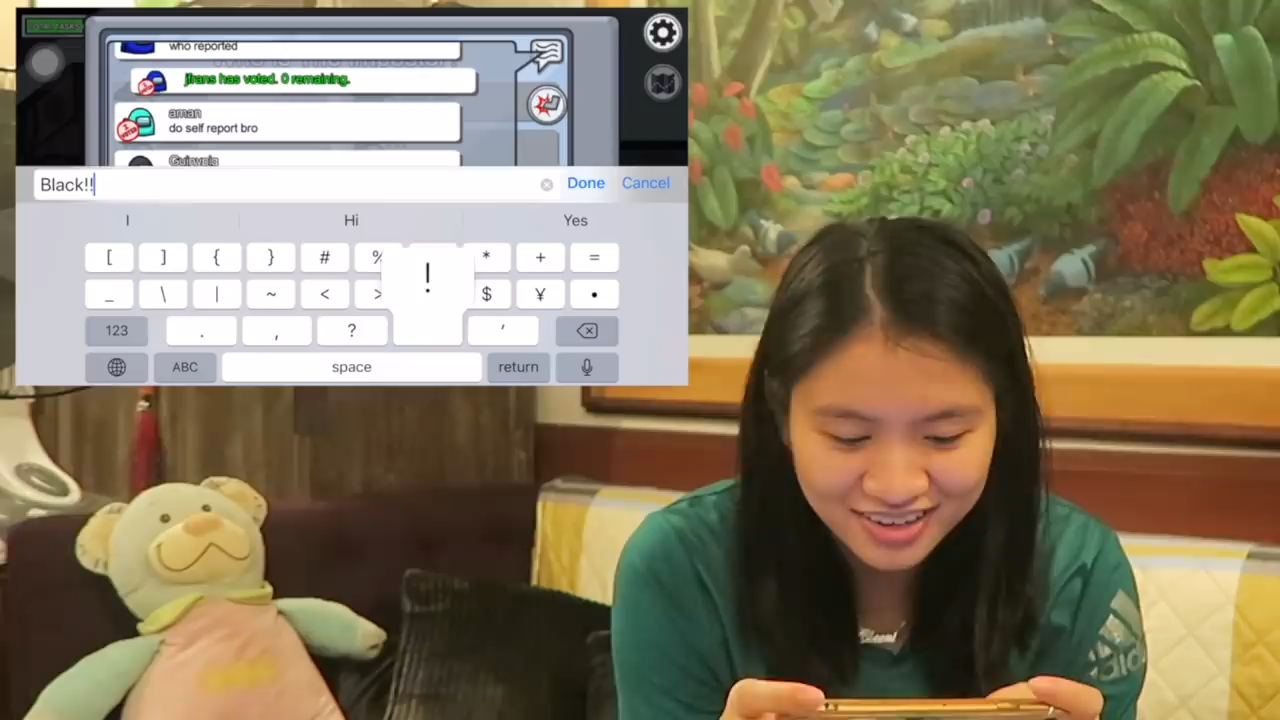 who reported
jfrans has voted. 0 remaining.
aman
do self report bro
Guinypig
Black!!
Done
Cancel
I
Hi
Yes
[ ] { } # % * + =
_ \ | ~ < > ! $ ¥ •
123 . , ? '
ABC space return